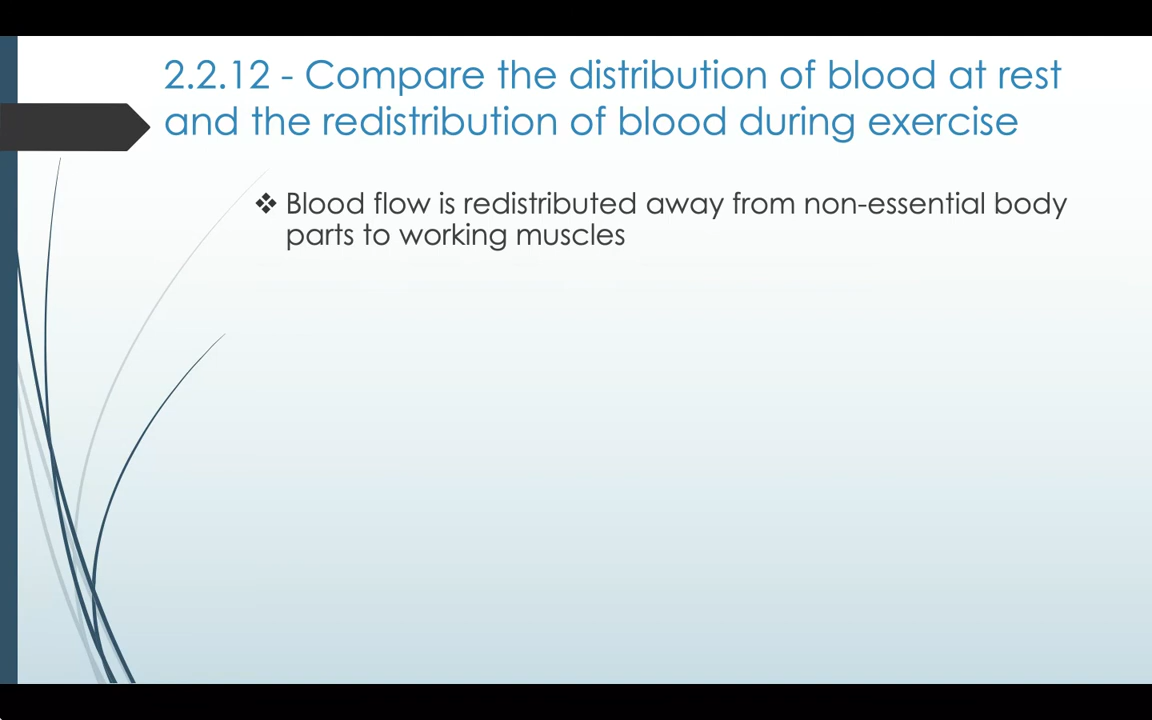 2.2.12 - Compare the distribution of blood at rest
and the redistribution of blood during exercise
❖ Blood flow is redistributed away from non-essential body
parts to working muscles